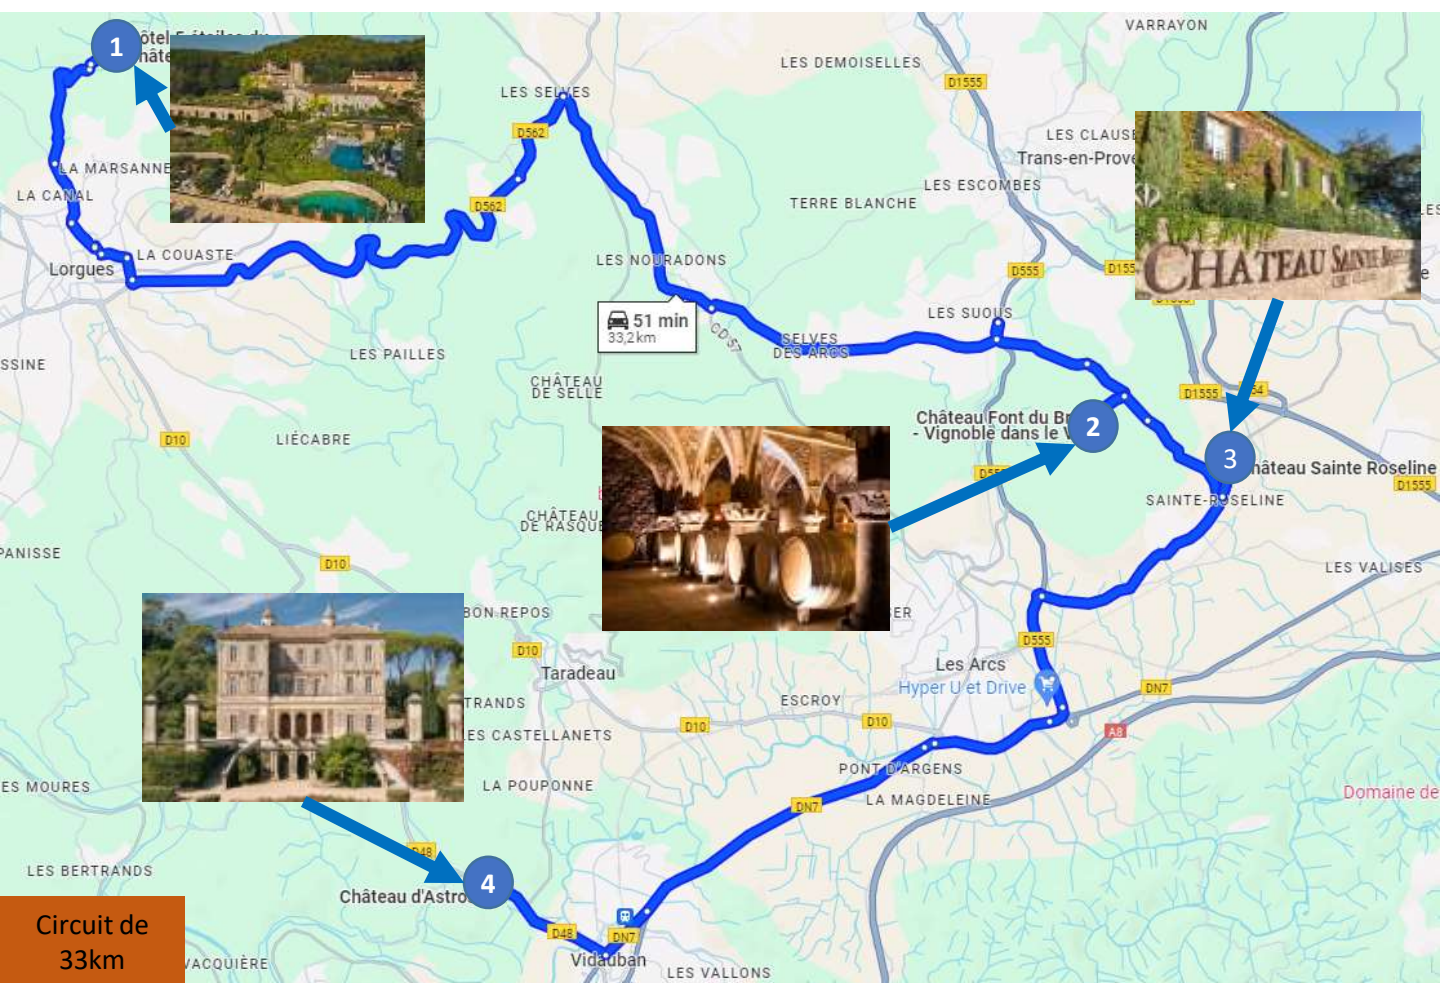 VARRAYON
1
LES DEMOISELLES
D1555
LES SELVES
D562
LES CLAUSE
Trans-en-Prove
LA MARSANNE
LES ESCOMBES
LA CANAL
D562
TERRE BLANCHE
LA COUASTE
Lorgues
LES NOURADONS
D555
D155
CHATEAU SAINTE
LES SUOUS
51 min
33,2 km
CD 57
SELVES
DES ARCS
LES PAILLES
SSINE
CHÂTEAU
DE SELLE
D1555
54
Château Font du Br
- Vignoble dans le V
2
D10
LIÉCABRE
3
hâteau Sainte Roseline
D1555
SAINTE-ROSELINE
CHÂTEAU
DE RASQUE
PANISSE
D10
LES VALISES
BON REPOS
D10
Taradeau
D555
Les Arcs
Hyper U et Drive
DN7
TRANDS
ESCROY
D10
D10
A8
ES CASTELLANETS
PONT D'ARGENS
LA POUPONNE
LA MAGDELEINE
DN7
ES MOURES
Domaine de
D48
LES BERTRANDS
4
Château d'Astro
D48
DN7
Vidauban
LES VALLONS
VACQUIÈRE
Circuit de
33km